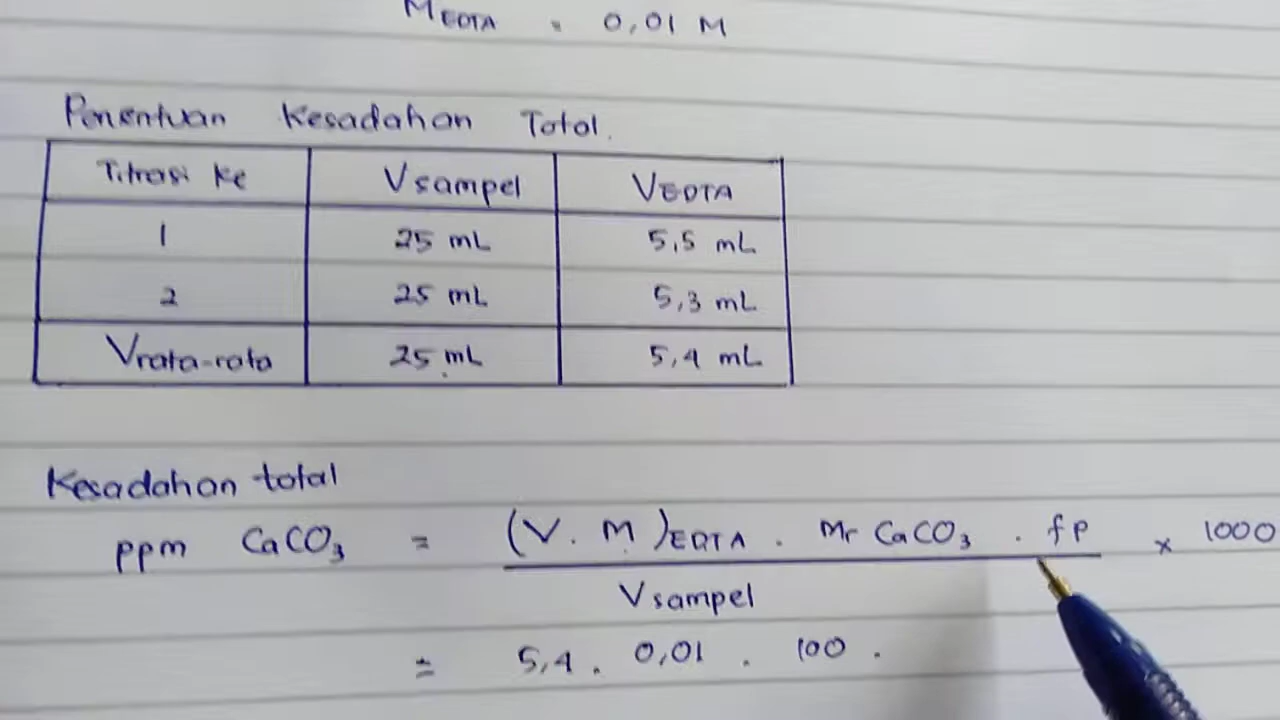 MEDTA = 0,01 M
Penentuan Kesadahan Total.
Titrasi ke Vsampel VEDTA
1 25 mL 5,5 mL
2 25 mL 5,3 mL
Vrata-rata 25 mL 5,4 mL
Kesadahan total
ppm CaCO₃ = (V . M)EDTA . Mr CaCO₃ . fp x 1000
Vsampel
= 5,4 . 0,01 . 100 .